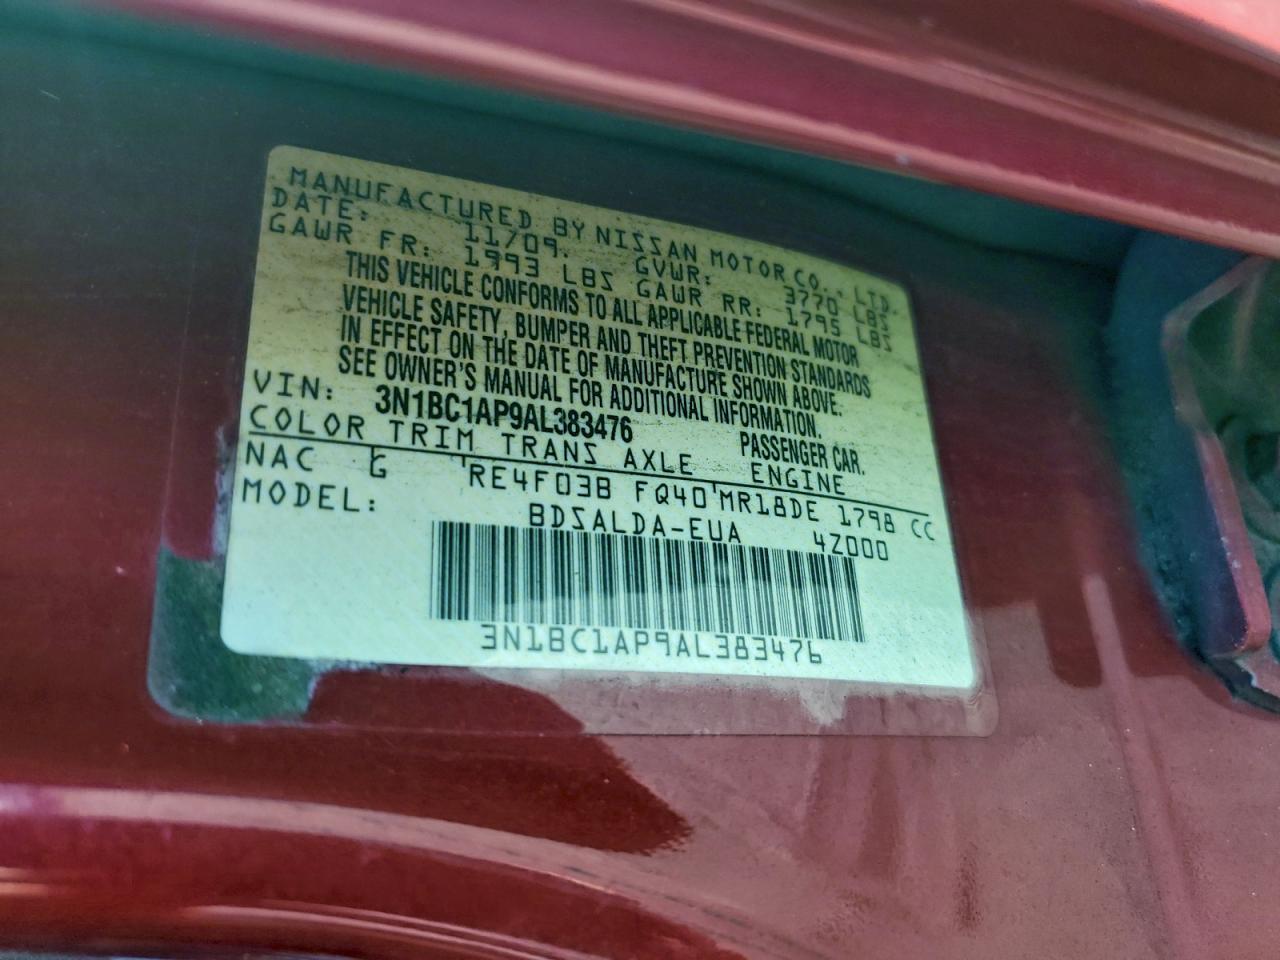 MANUFACTURED BY NISSAN MOTOR CO., LTD.
DATE: 11/09. GVWR: 3770 LBS
GAWR FR: 1993 LBS GAWR RR: 1795 LBS
THIS VEHICLE CONFORMS TO ALL APPLICABLE FEDERAL MOTOR
VEHICLE SAFETY, BUMPER AND THEFT PREVENTION STANDARDS
IN EFFECT ON THE DATE OF MANUFACTURE SHOWN ABOVE.
SEE OWNER'S MANUAL FOR ADDITIONAL INFORMATION.
VIN: 3N1BC1AP9AL383476 PASSENGER CAR.
COLOR TRIM TRANS AXLE ENGINE
NAC G 'RE4F03B FQ40'MR18DE 1798 CC
MODEL: BDSALDA-EUA 4Z000
3N1BC1AP9AL383476